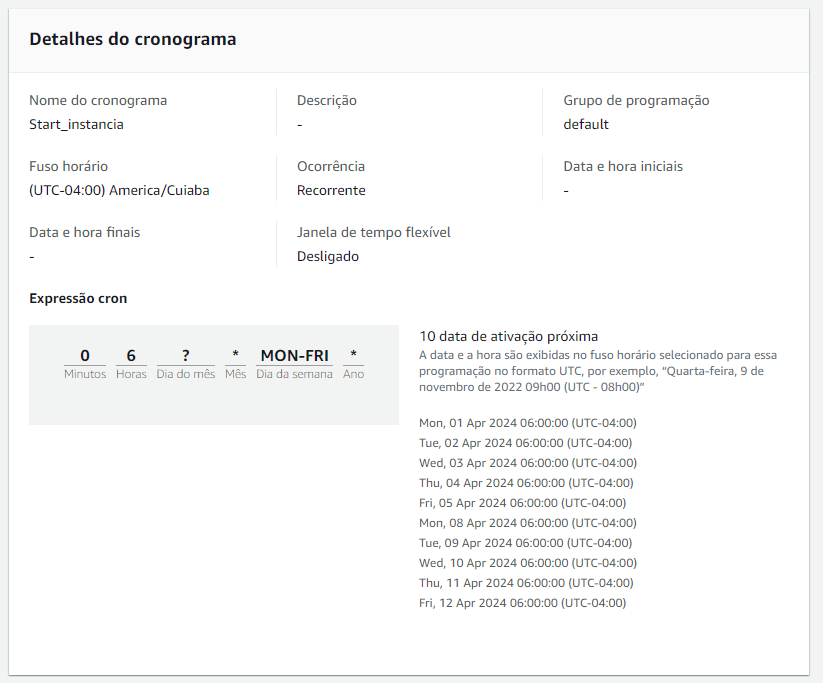 Detalhes do cronograma
Nome do cronograma
Start_instancia
Descrição
-
Grupo de programação
default
Fuso horário
(UTC-04:00) America/Cuiaba
Ocorrência
Recorrente
Data e hora iniciais
-
Data e hora finais
-
Janela de tempo flexível
Desligado
Expressão cron
0 6 ? * MON-FRI *
Minutos Horas Dia do mês Mês Dia da semana Ano
10 data de ativação próxima
A data e a hora são exibidas no fuso horário selecionado para essa
programação no formato UTC, por exemplo, “Quarta-feira, 9 de
novembro de 2022 09h00 (UTC - 08h00)”
Mon, 01 Apr 2024 06:00:00 (UTC-04:00)
Tue, 02 Apr 2024 06:00:00 (UTC-04:00)
Wed, 03 Apr 2024 06:00:00 (UTC-04:00)
Thu, 04 Apr 2024 06:00:00 (UTC-04:00)
Fri, 05 Apr 2024 06:00:00 (UTC-04:00)
Mon, 08 Apr 2024 06:00:00 (UTC-04:00)
Tue, 09 Apr 2024 06:00:00 (UTC-04:00)
Wed, 10 Apr 2024 06:00:00 (UTC-04:00)
Thu, 11 Apr 2024 06:00:00 (UTC-04:00)
Fri, 12 Apr 2024 06:00:00 (UTC-04:00)